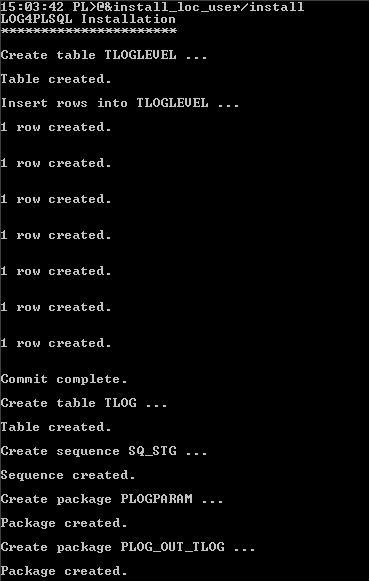 15:03:42 PL>@&install_loc_user/install
LOG4PLSQL Installation
**********************
Create table TLOGLEVEL ...
Table created.
Insert rows into TLOGLEVEL ...
1 row created.
1 row created.
1 row created.
1 row created.
1 row created.
1 row created.
1 row created.
Commit complete.
Create table TLOG ...
Table created.
Create sequence SQ_STG ...
Sequence created.
Create package PLOGPARAM ...
Package created.
Create package PLOG_OUT_TLOG ...
Package created.